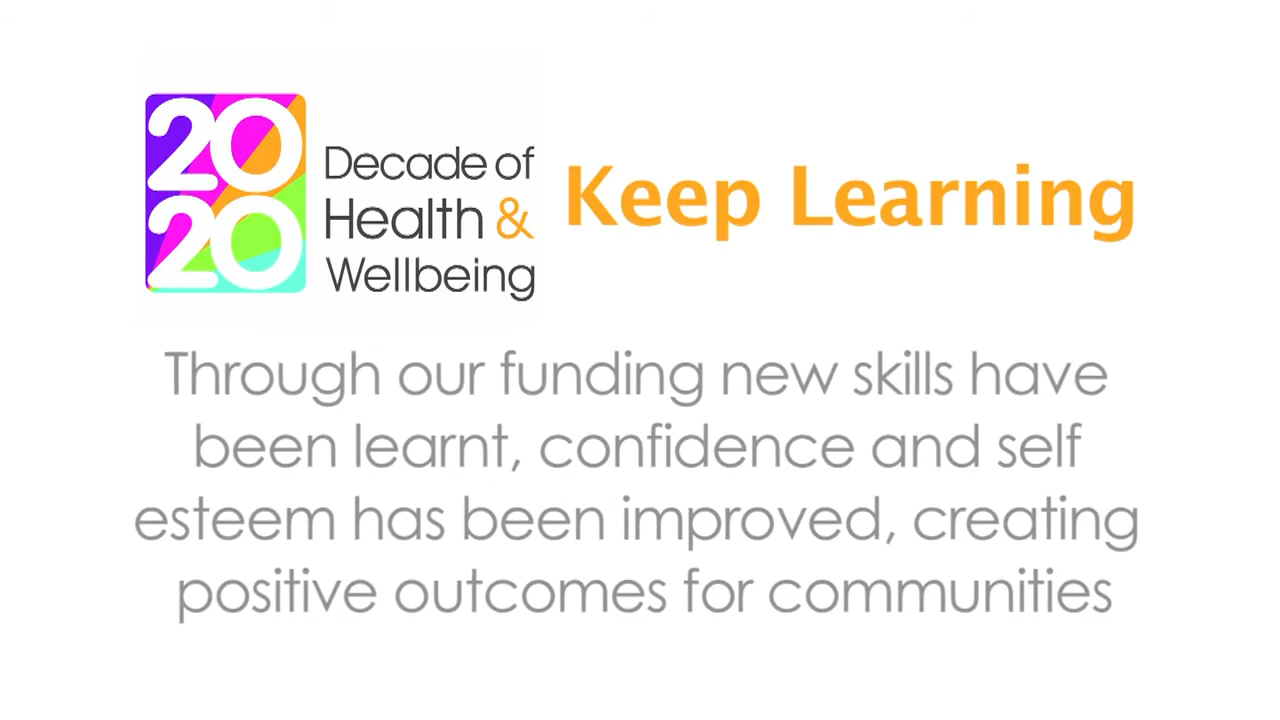 20
20
Decade of
Health &
Wellbeing
Keep Learning
Through our funding new skills have
been learnt, confidence and self
esteem has been improved, creating
positive outcomes for communities